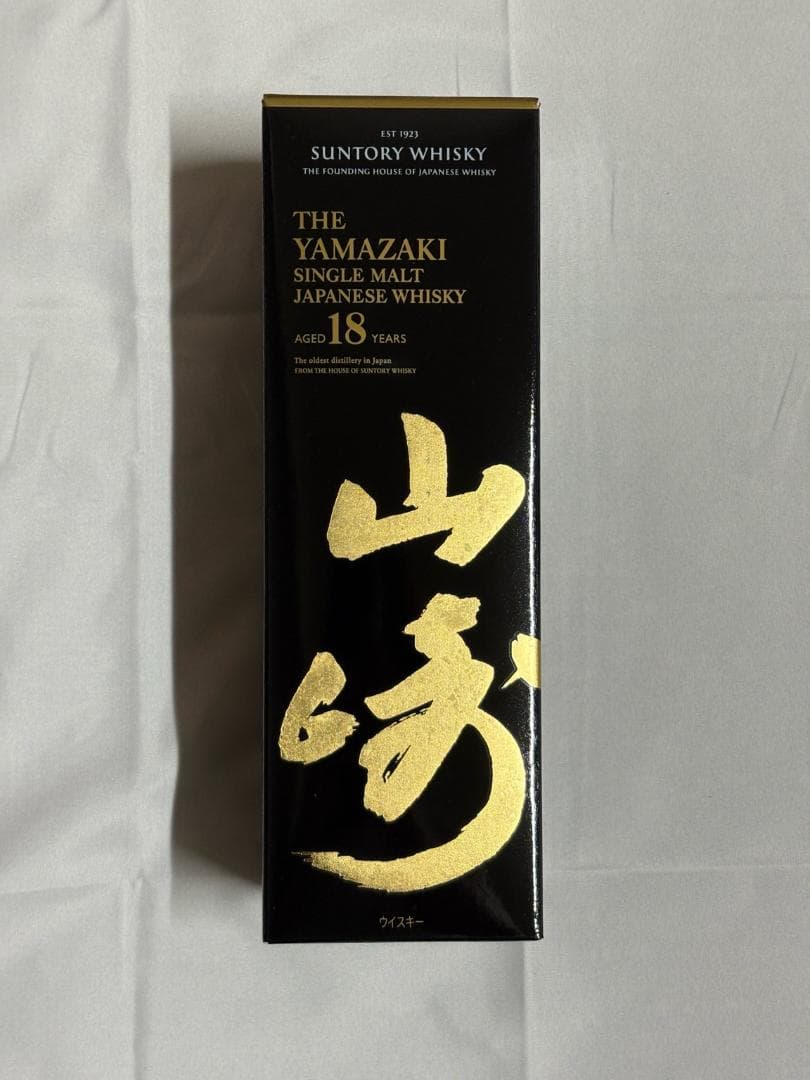 EST 1923
SUNTORY WHISKY
THE FOUNDING HOUSE OF JAPANESE WHISKY
THE
YAMAZAKI
SINGLE MALT
JAPANESE WHISKY
AGED 18 YEARS
The oldest distillery in Japan
FROM THE HOUSE OF SUNTORY WHISKY
山
崎
ウイスキー